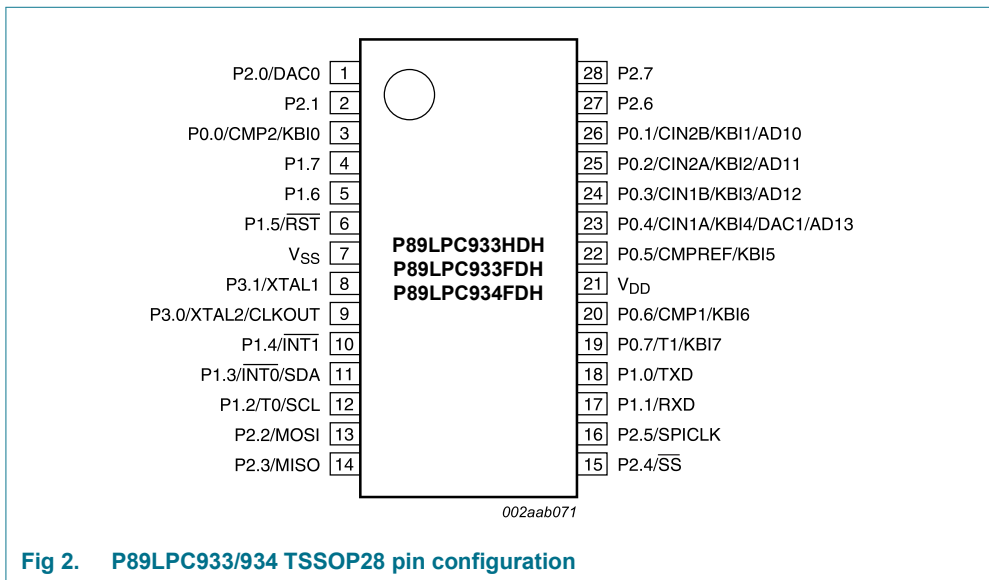 P2.0/DAC0 1
P2.1 2
P0.0/CMP2/KBI0 3
P1.7 4
P1.6 5
P1.5/R̅S̅T̅ 6
VSS 7
P3.1/XTAL1 8
P3.0/XTAL2/CLKOUT 9
P1.4/I̅N̅T̅1̅ 10
P1.3/I̅N̅T̅0̅/SDA 11
P1.2/T0/SCL 12
P2.2/MOSI 13
P2.3/MISO 14
P89LPC933HDH
P89LPC933FDH
P89LPC934FDH
28 P2.7
27 P2.6
26 P0.1/CIN2B/KBI1/AD10
25 P0.2/CIN2A/KBI2/AD11
24 P0.3/CIN1B/KBI3/AD12
23 P0.4/CIN1A/KBI4/DAC1/AD13
22 P0.5/CMPREF/KBI5
21 VDD
20 P0.6/CMP1/KBI6
19 P0.7/T1/KBI7
18 P1.0/TXD
17 P1.1/RXD
16 P2.5/SPICLK
15 P2.4/S̅S̅
002aab071
Fig 2. P89LPC933/934 TSSOP28 pin configuration